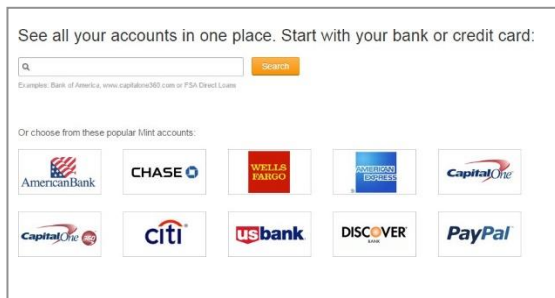 See all your accounts in one place. Start with your bank or credit card:
Search
Examples: Bank of America, www.capitalone360.com or FSA Direct Loans
Or choose from these popular Mint accounts:
AmericanBank
CHASE
WELLS
FARGO
AMERICAN
EXPRESS
CapitalOne
CapitalOne 360
citi
usbank
DISCOVER
BANK
PayPal